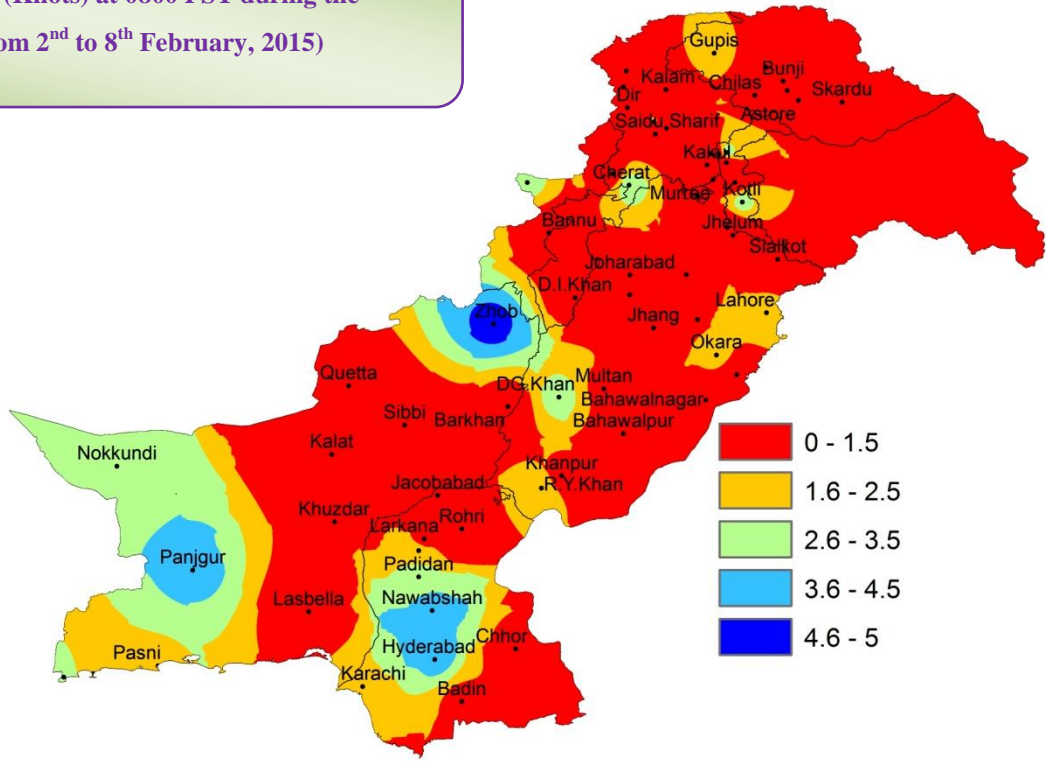 (Knots) at 0800 PST during the
om 2nd to 8th February, 2015)
Gupis
Kalam
Chilas
Bunji
Skardu
Dir
Astore
Saidu Sharif
Kakul
Cherat
Murree
Kotli
Bannu
Jhelum
Sialkot
Joharabad
D.I.Khan
Lahore
Zhob
Jhang
Okara
Quetta
DG.Khan
Multan
Bahawalnagar
Sibbi
Barkhan
Bahawalpur
Nokkundi
Kalat
Khanpur
Jacobabad
R.Y.Khan
Khuzdar
Larkana
Rohri
Panjgur
Padidan
Lasbella
Nawabshah
Chhor
Pasni
Hyderabad
Karachi
Badin
0 - 1.5
1.6 - 2.5
2.6 - 3.5
3.6 - 4.5
4.6 - 5